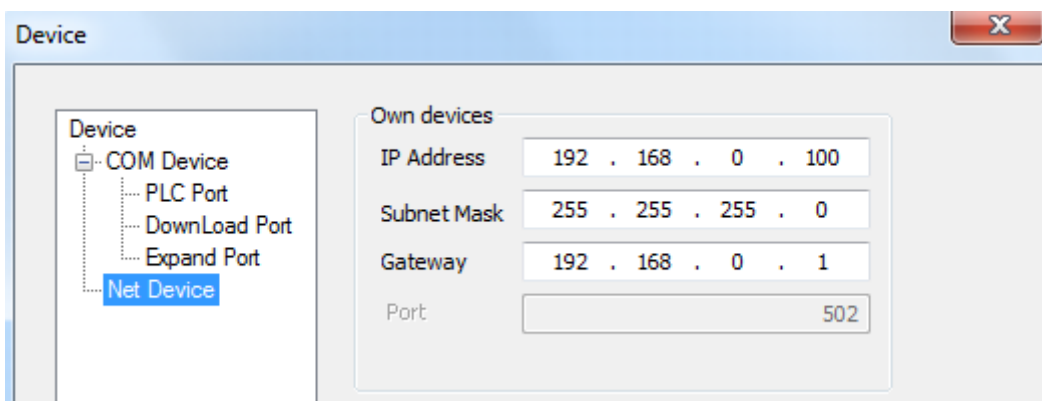 Device
Device
COM Device
PLC Port
DownLoad Port
Expand Port
Net Device
Own devices
IP Address 192 . 168 . 0 . 100
Subnet Mask 255 . 255 . 255 . 0
Gateway 192 . 168 . 0 . 1
Port 502